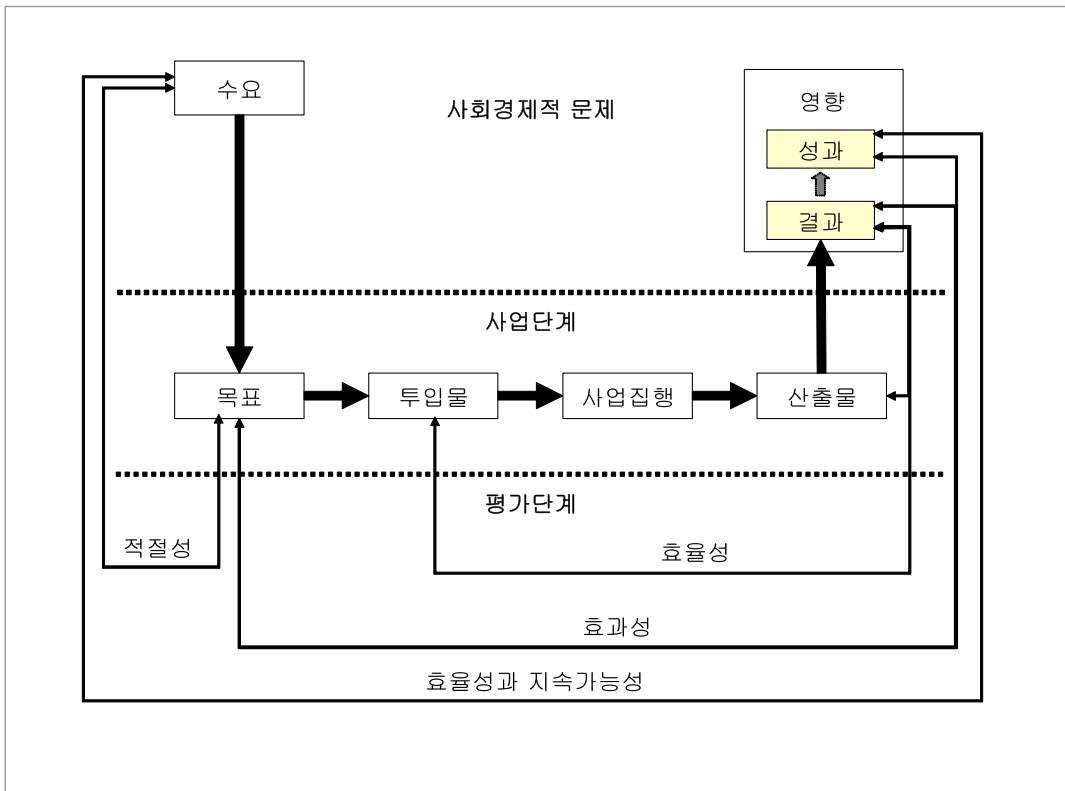 수요
사회경제적 문제
영향
성과
결과
사업단계
목표
투입물
사업집행
산출물
평가단계
적절성
효율성
효과성
효율성과 지속가능성